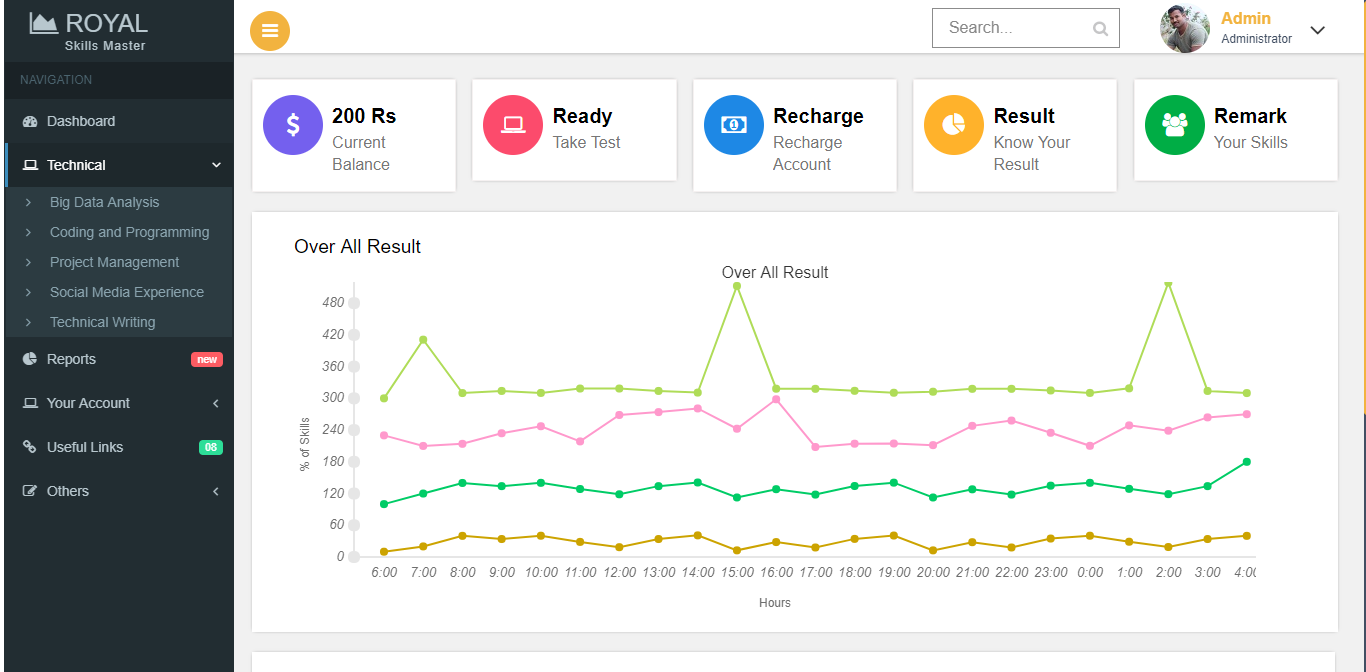 ROYAL
Skills Master
NAVIGATION
Dashboard
Technical
Big Data Analysis
Coding and Programming
Project Management
Social Media Experience
Technical Writing
Reports new
Your Account
Useful Links 08
Others
Search...
Admin
Administrator
200 Rs
Current
Balance
Ready
Take Test
Recharge
Recharge
Account
Result
Know Your
Result
Remark
Your Skills
Over All Result
Over All Result
480
420
360
300
240
180
120
60
0
% of Skills
6:00 7:00 8:00 9:00 10:00 11:00 12:00 13:00 14:00 15:00 16:00 17:00 18:00 19:00 20:00 21:00 22:00 23:00 0:00 1:00 2:00 3:00 4:00
Hours